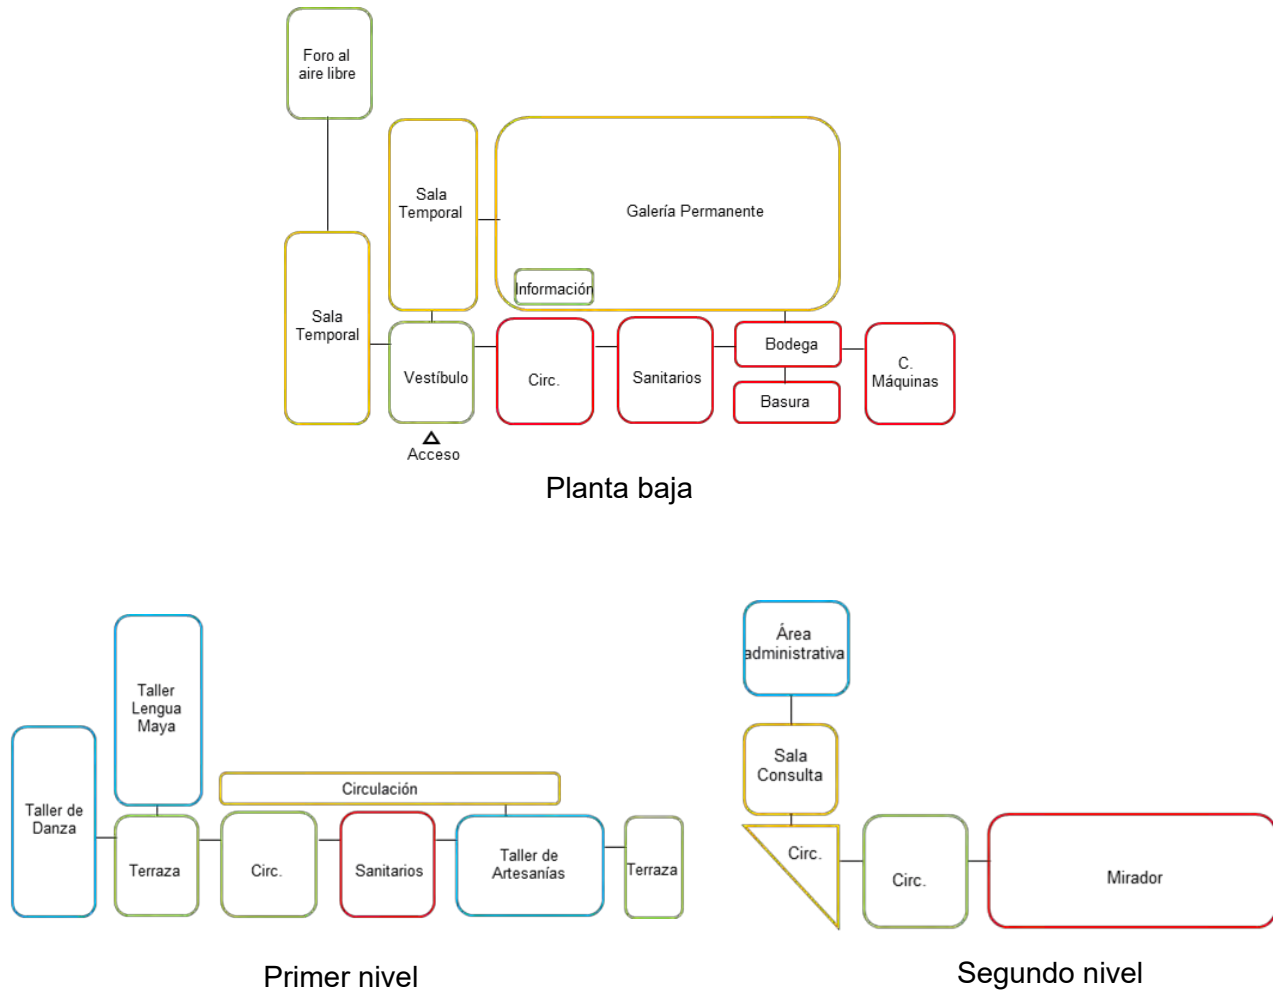 Foro al
aire libre
Sala
Temporal
Galería Permanente
Información
Sala
Temporal
Vestíbulo
Circ.
Sanitarios
Bodega
Basura
C.
Máquinas
Acceso
Planta baja
Taller
Lengua
Maya
Taller de
Danza
Circulación
Terraza
Circ.
Sanitarios
Taller de
Artesanías
Terraza
Primer nivel
Área
administrativa
Sala
Consulta
Circ.
Circ.
Mirador
Segundo nivel